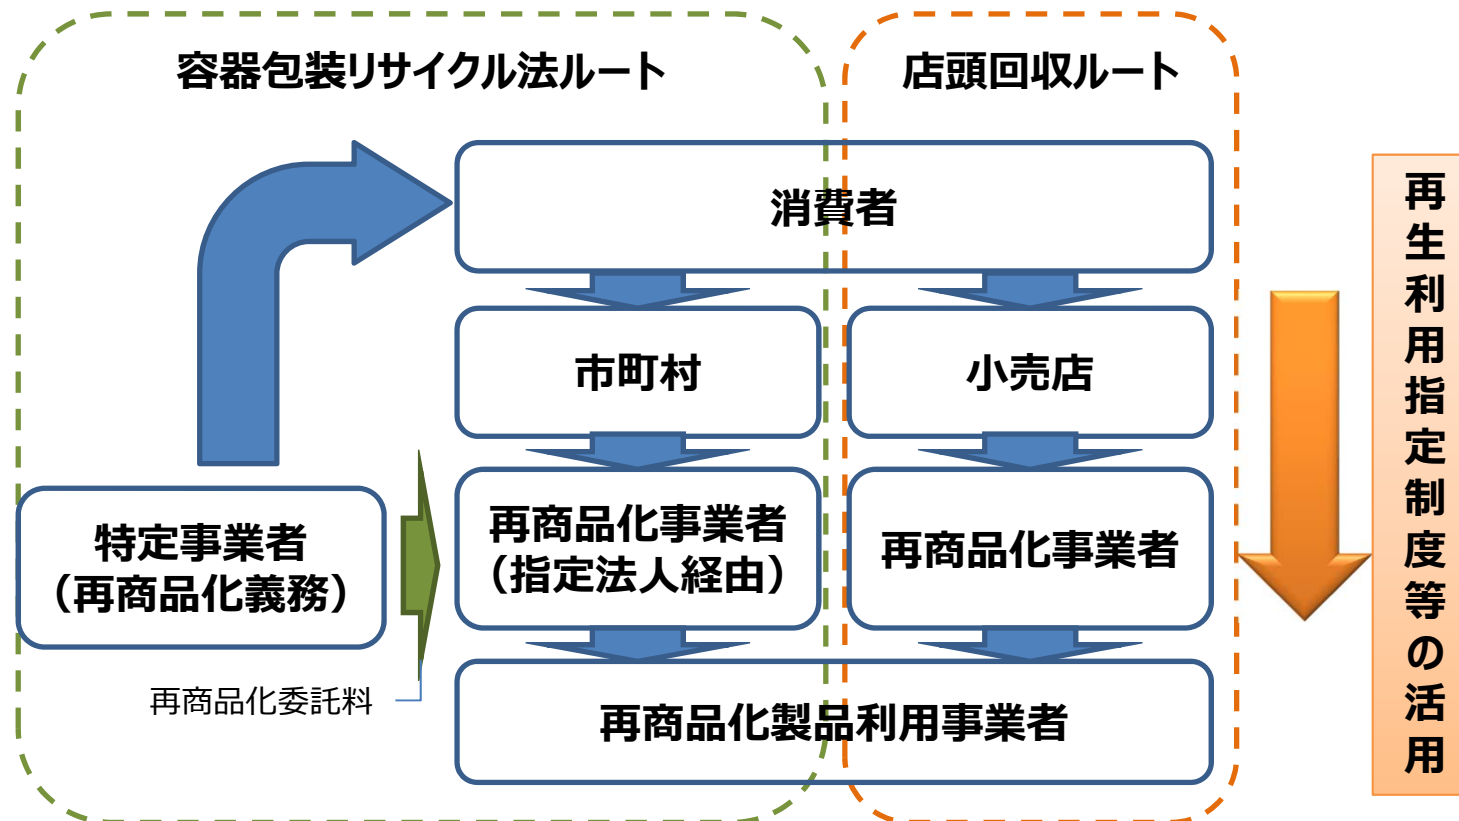 容器包装リサイクル法ルート
店頭回収ルート
消費者
市町村
小売店
特定事業者
（再商品化義務）
再商品化事業者
（指定法人経由）
再商品化事業者
再商品化委託料
再商品化製品利用事業者
再生利用指定制度等の活用